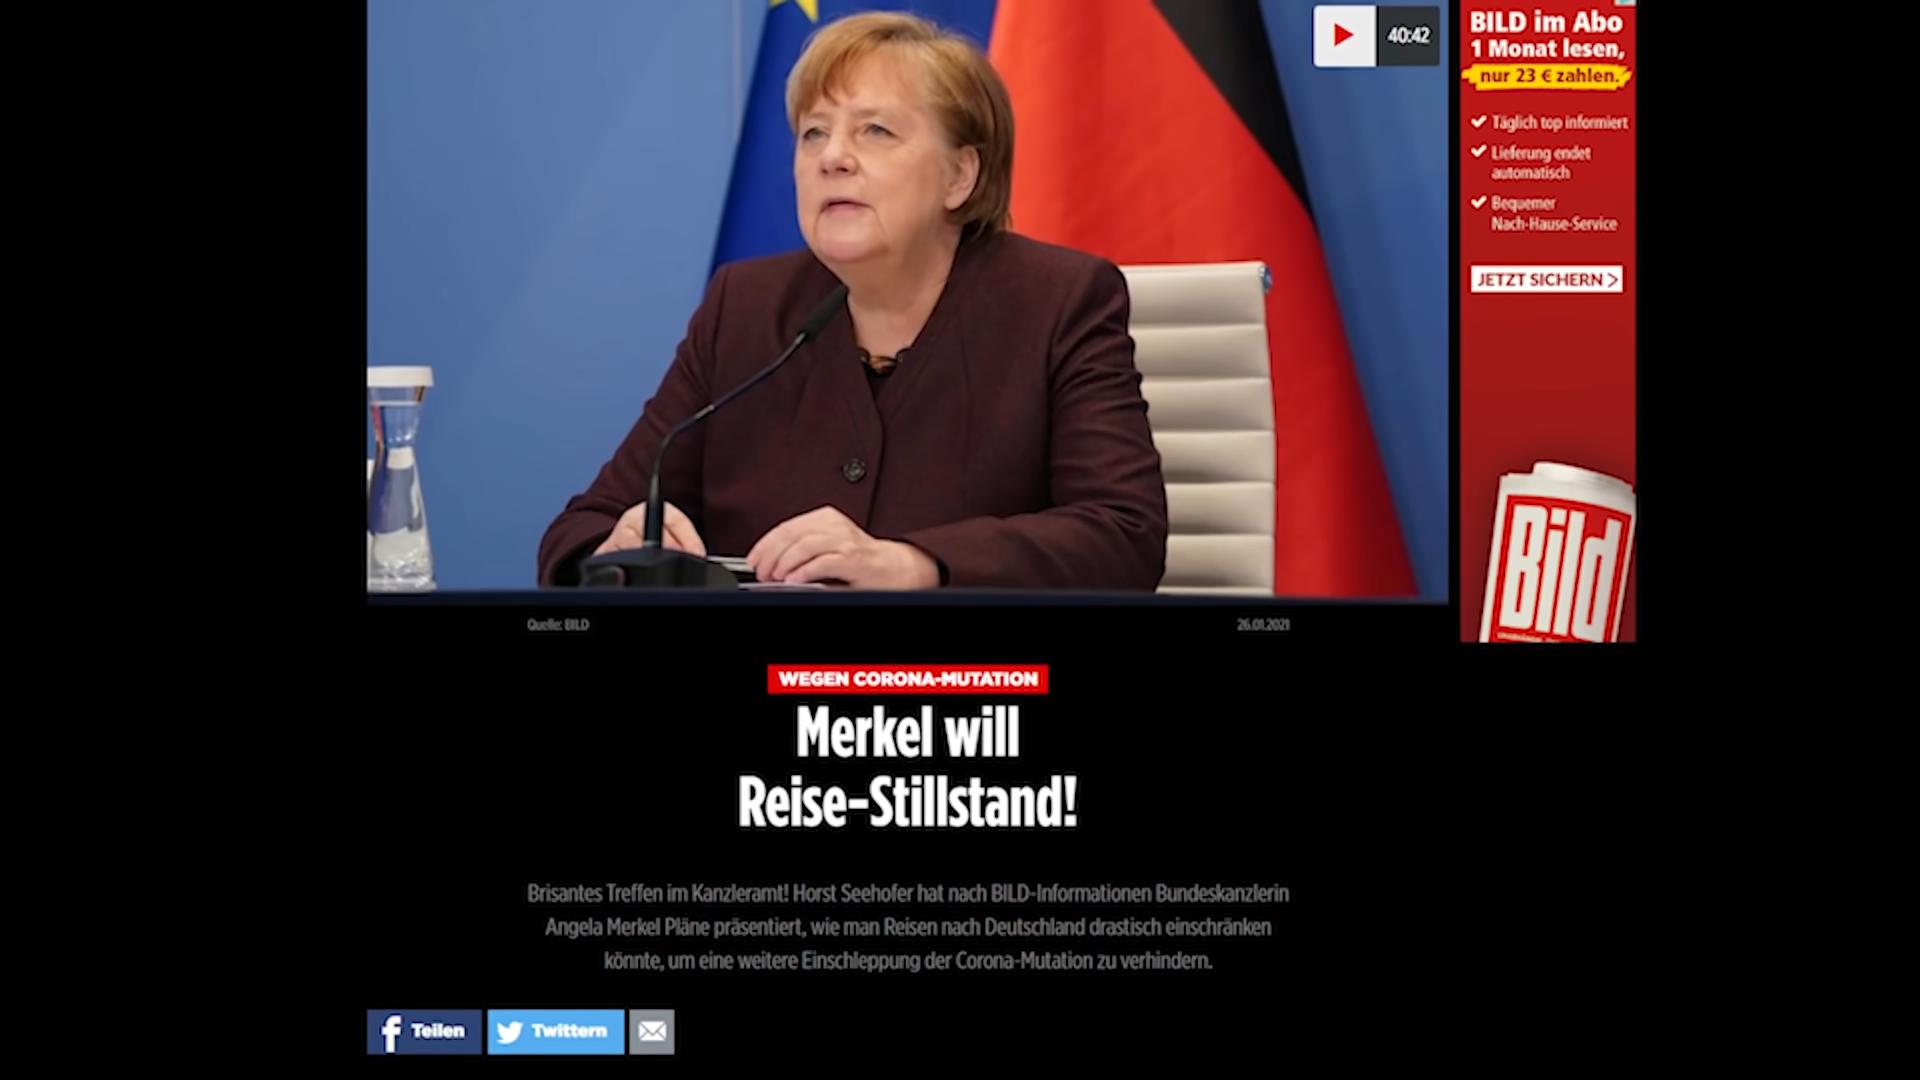 40:42
BILD im Abo
1 Monat lesen,
nur 23 € zahlen.
Täglich top informiert
Lieferung endet
automatisch
Bequemer
Nach-Hause-Service
JETZT SICHERN >
Bild
Quelle: BILD
26.01.2021
WEGEN CORONA-MUTATION
Merkel will
Reise-Stillstand!
Brisantes Treffen im Kanzleramt! Horst Seehofer hat nach BILD-Informationen Bundeskanzlerin
Angela Merkel Pläne präsentiert, wie man Reisen nach Deutschland drastisch einschränken
könnte, um eine weitere Einschleppung der Corona-Mutation zu verhindern.
Teilen
Twittern